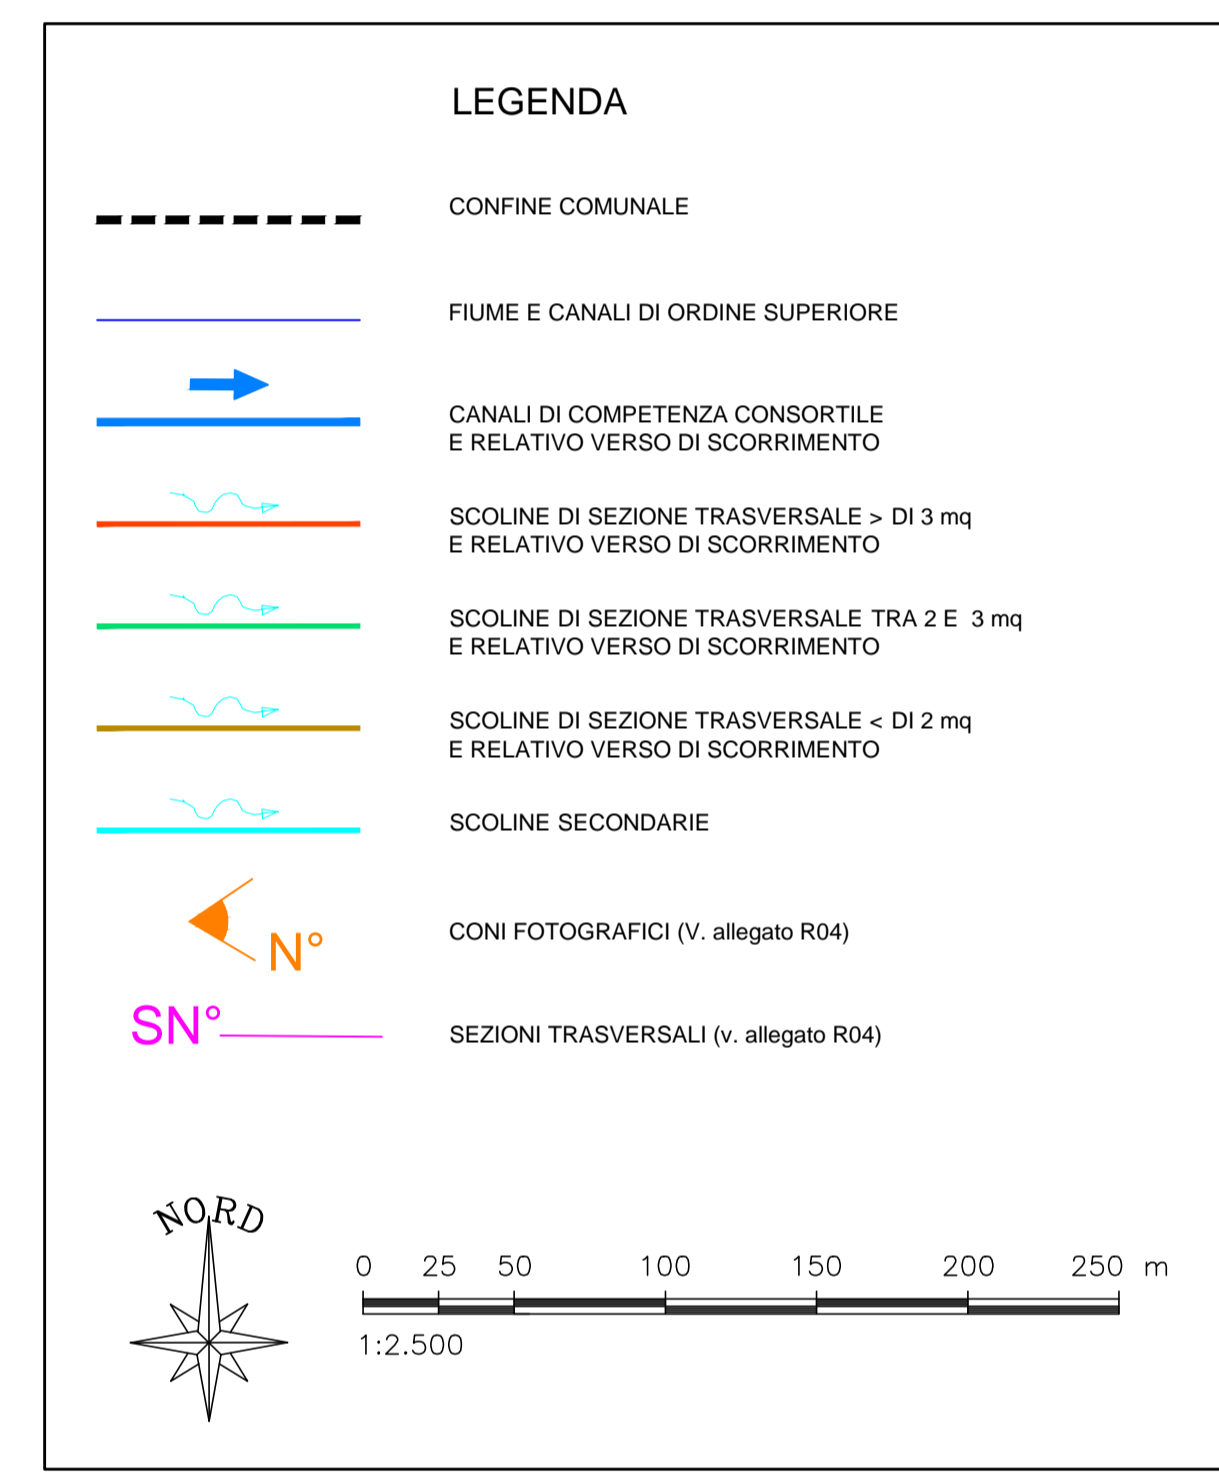 LEGENDA
CONFINE COMUNALE
FIUME E CANALI DI ORDINE SUPERIORE
CANALI DI COMPETENZA CONSORTILE
E RELATIVO VERSO DI SCORRIMENTO
SCOLINE DI SEZIONE TRASVERSALE > DI 3 mq
E RELATIVO VERSO DI SCORRIMENTO
SCOLINE DI SEZIONE TRASVERSALE TRA 2 E 3 mq
E RELATIVO VERSO DI SCORRIMENTO
SCOLINE DI SEZIONE TRASVERSALE < DI 2 mq
E RELATIVO VERSO DI SCORRIMENTO
SCOLINE SECONDARIE
N°
CONI FOTOGRAFICI (V. allegato R04)
SN°
SEZIONI TRASVERSALI (v. allegato R04)
NORD
0 25 50 100 150 200 250 m
1:2.500